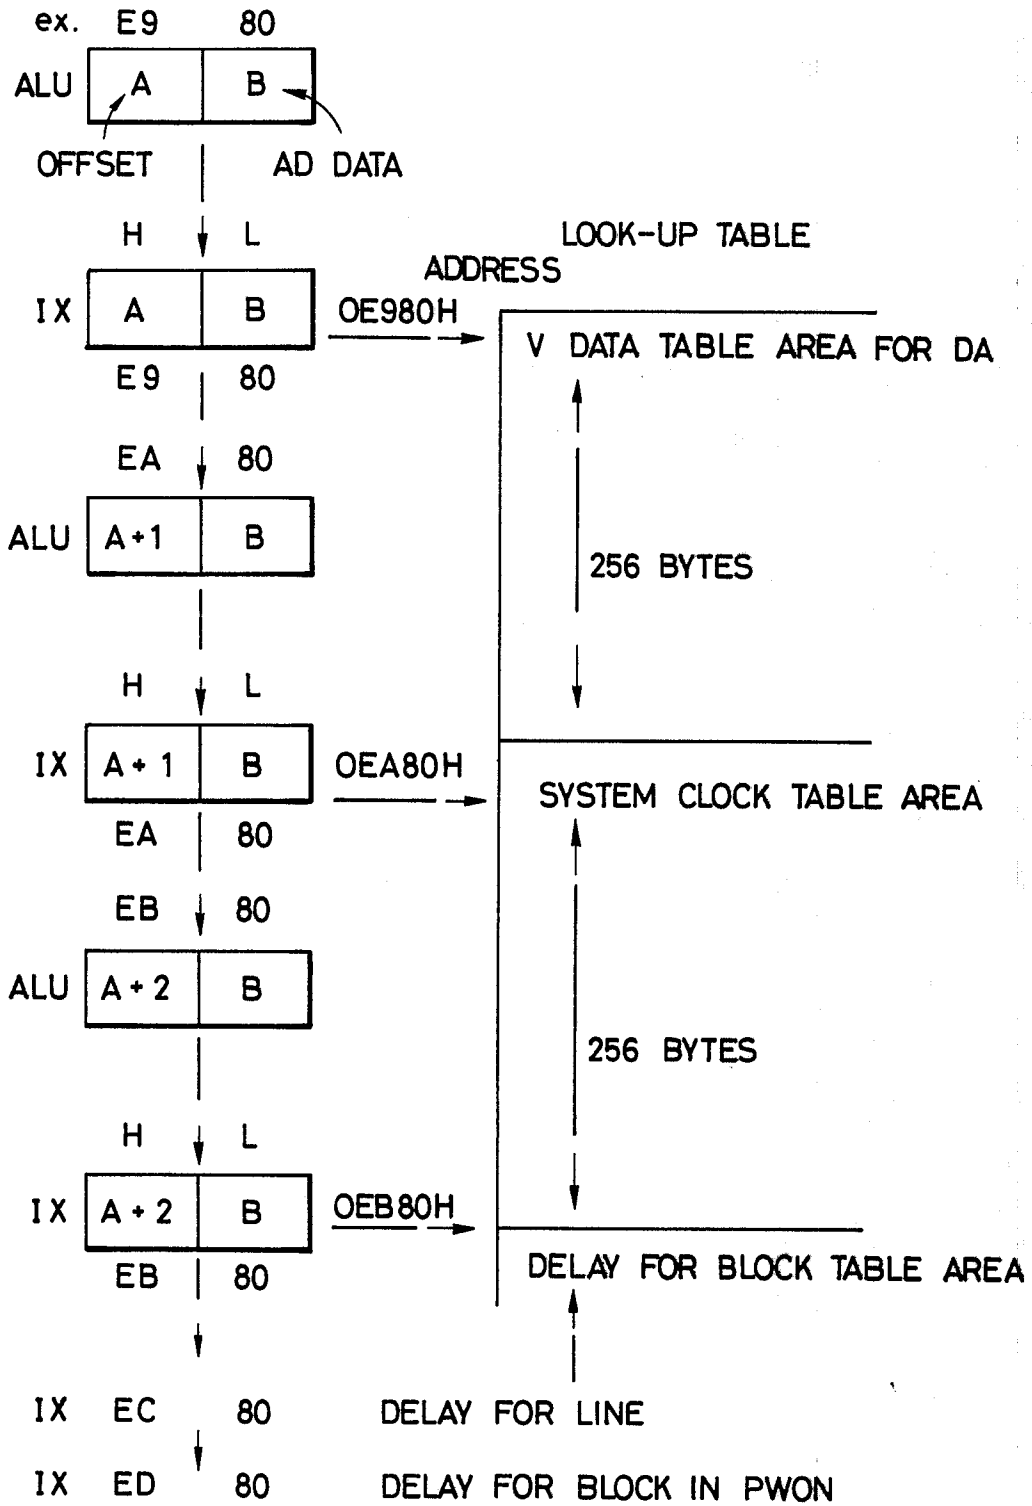 ex. E9 80
ALU A B
OFFSET AD DATA
H L LOOK-UP TABLE
ADDRESS
IX A B OE980H
V DATA TABLE AREA FOR DA
E9 80
EA 80
ALU A+1 B
256 BYTES
H L
IX A+1 B OEA80H
SYSTEM CLOCK TABLE AREA
EA 80
EB 80
ALU A+2 B
256 BYTES
H L
IX A+2 B OEB80H
DELAY FOR BLOCK TABLE AREA
EB 80
IX EC 80 DELAY FOR LINE
IX ED 80 DELAY FOR BLOCK IN PWON